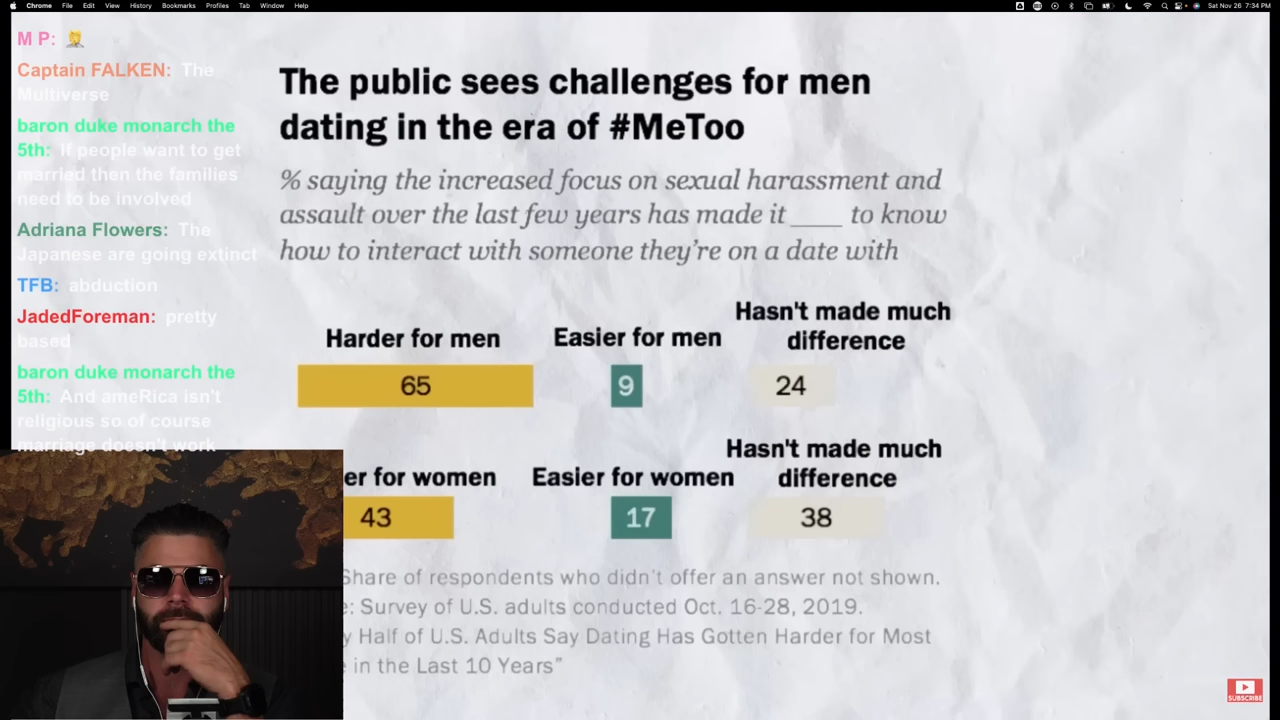 Chrome File Edit View History Bookmarks Profiles Tab Window Help
Sat Nov 26 7:34 PM
M P:
Captain FALKEN: The
Multiverse
baron duke monarch the
5th: If people want to get
married then the families
need to be involved
Adriana Flowers: The
Japanese are going extinct
TFB: abduction
JadedForeman: pretty
based
baron duke monarch the
5th: And ameRica isn't
religious so of course
marriage doesn't work
The public sees challenges for men
dating in the era of #MeToo
% saying the increased focus on sexual harassment and
assault over the last few years has made it ____ to know
how to interact with someone they're on a date with
Harder for men
Easier for men
Hasn't made much
difference
65
9
24
er for women
Easier for women
Hasn't made much
difference
43
17
38
Share of respondents who didn't offer an answer not shown.
e: Survey of U.S. adults conducted Oct. 16-28, 2019.
y Half of U.S. Adults Say Dating Has Gotten Harder for Most
e in the Last 10 Years”
SUBSCRIBE